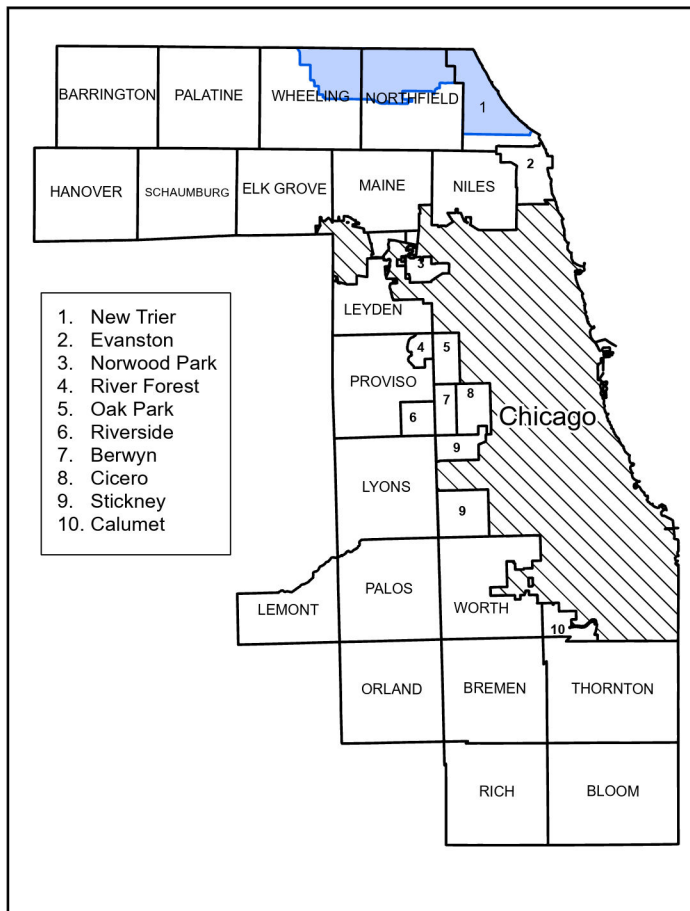 BARRINGTON
PALATINE
WHEELING
NORTHFIELD
1
2
HANOVER
SCHAUMBURG
ELK GROVE
MAINE
NILES
3
LEYDEN
4
5
PROVISO
6
7
8
Chicago
9
LYONS
9
LEMONT
PALOS
WORTH
10
ORLAND
BREMEN
THORNTON
RICH
BLOOM
1. New Trier
2. Evanston
3. Norwood Park
4. River Forest
5. Oak Park
6. Riverside
7. Berwyn
8. Cicero
9. Stickney
10. Calumet